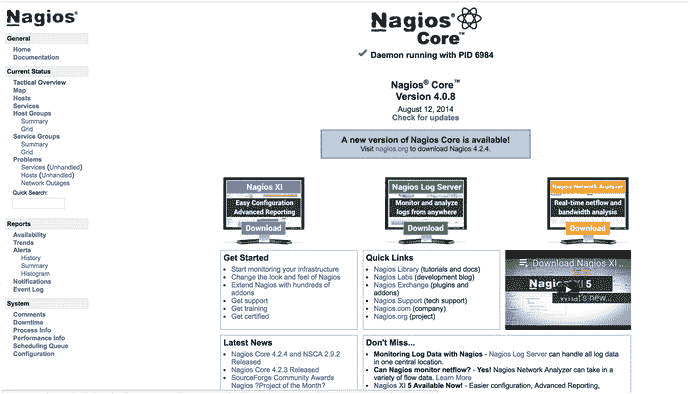 Nagios®
General
Home
Documentation
Current Status
Tactical Overview
Map
Hosts
Services
Host Groups
Summary
Grid
Service Groups
Summary
Grid
Problems
Services (Unhandled)
Hosts (Unhandled)
Network Outages
Quick Search:
Reports
Availability
Trends
Alerts
History
Summary
Histogram
Notifications
Event Log
System
Comments
Downtime
Process Info
Performance Info
Scheduling Queue
Configuration
Nagios®
Core™
Daemon running with PID 6984
Nagios® Core™
Version 4.0.8
August 12, 2014
Check for updates
A new version of Nagios Core is available!
Visit nagios.org to download Nagios 4.2.4.
Nagios XI
Easy Configuration
Advanced Reporting
Download
Nagios Log Server
Monitor and analyze
logs from anywhere
Download
Nagios Network Analyzer
Real-time netflow and
bandwidth analysis
Download
Get Started
Start monitoring your infrastructure
Change the look and feel of Nagios
Extend Nagios with hundreds of
addons
Get support
Get training
Get certified
Quick Links
Nagios Library (tutorials and docs)
Nagios Labs (development blog)
Nagios Exchange (plugins and
addons)
Nagios Support (tech support)
Nagios.com (company)
Nagios.org (project)
Download Nagios XI ...
Nagios XI 5
What's new...
Latest News
Nagios Core 4.2.4 and NSCA 2.9.2
Released
Nagios Core 4.2.3 Released
SourceForge Community Awards
Nagios ?Project of the Month?
Don't Miss...
Monitoring Log Data with Nagios - Nagios Log Server can handle all log data
in one central location.
Can Nagios monitor netflow? - Yes! Nagios Network Analyzer can take in a
variety of flow data. Learn More
Nagios XI 5 Available Now! - Easier configuration, Advanced Reporting,